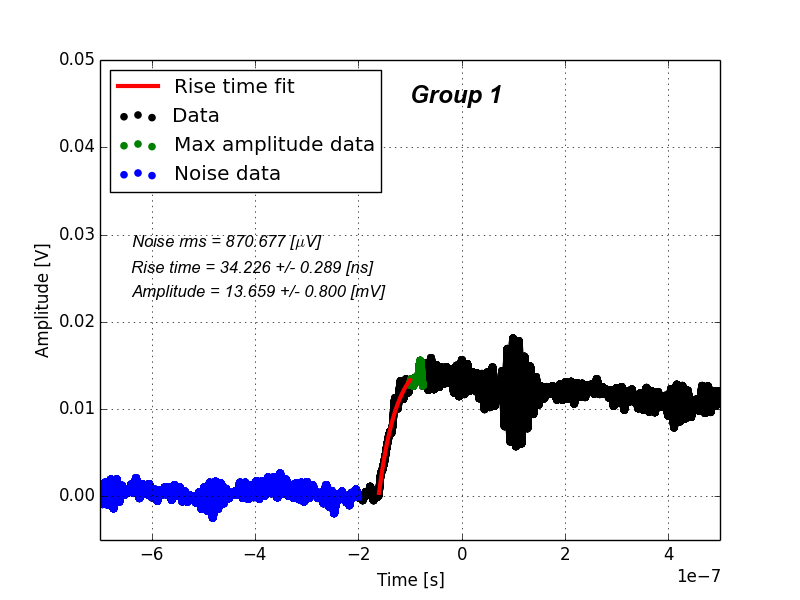 0.05
0.04
0.03
0.02
0.01
0.00
Amplitude [V]
Rise time fit
Data
Max amplitude data
Noise data
Group 1
Noise rms = 870.677 [μV]
Rise time = 34.226 +/- 0.289 [ns]
Amplitude = 13.659 +/- 0.800 [mV]
−6 −4 −2 0 2 4
1e−7
Time [s]